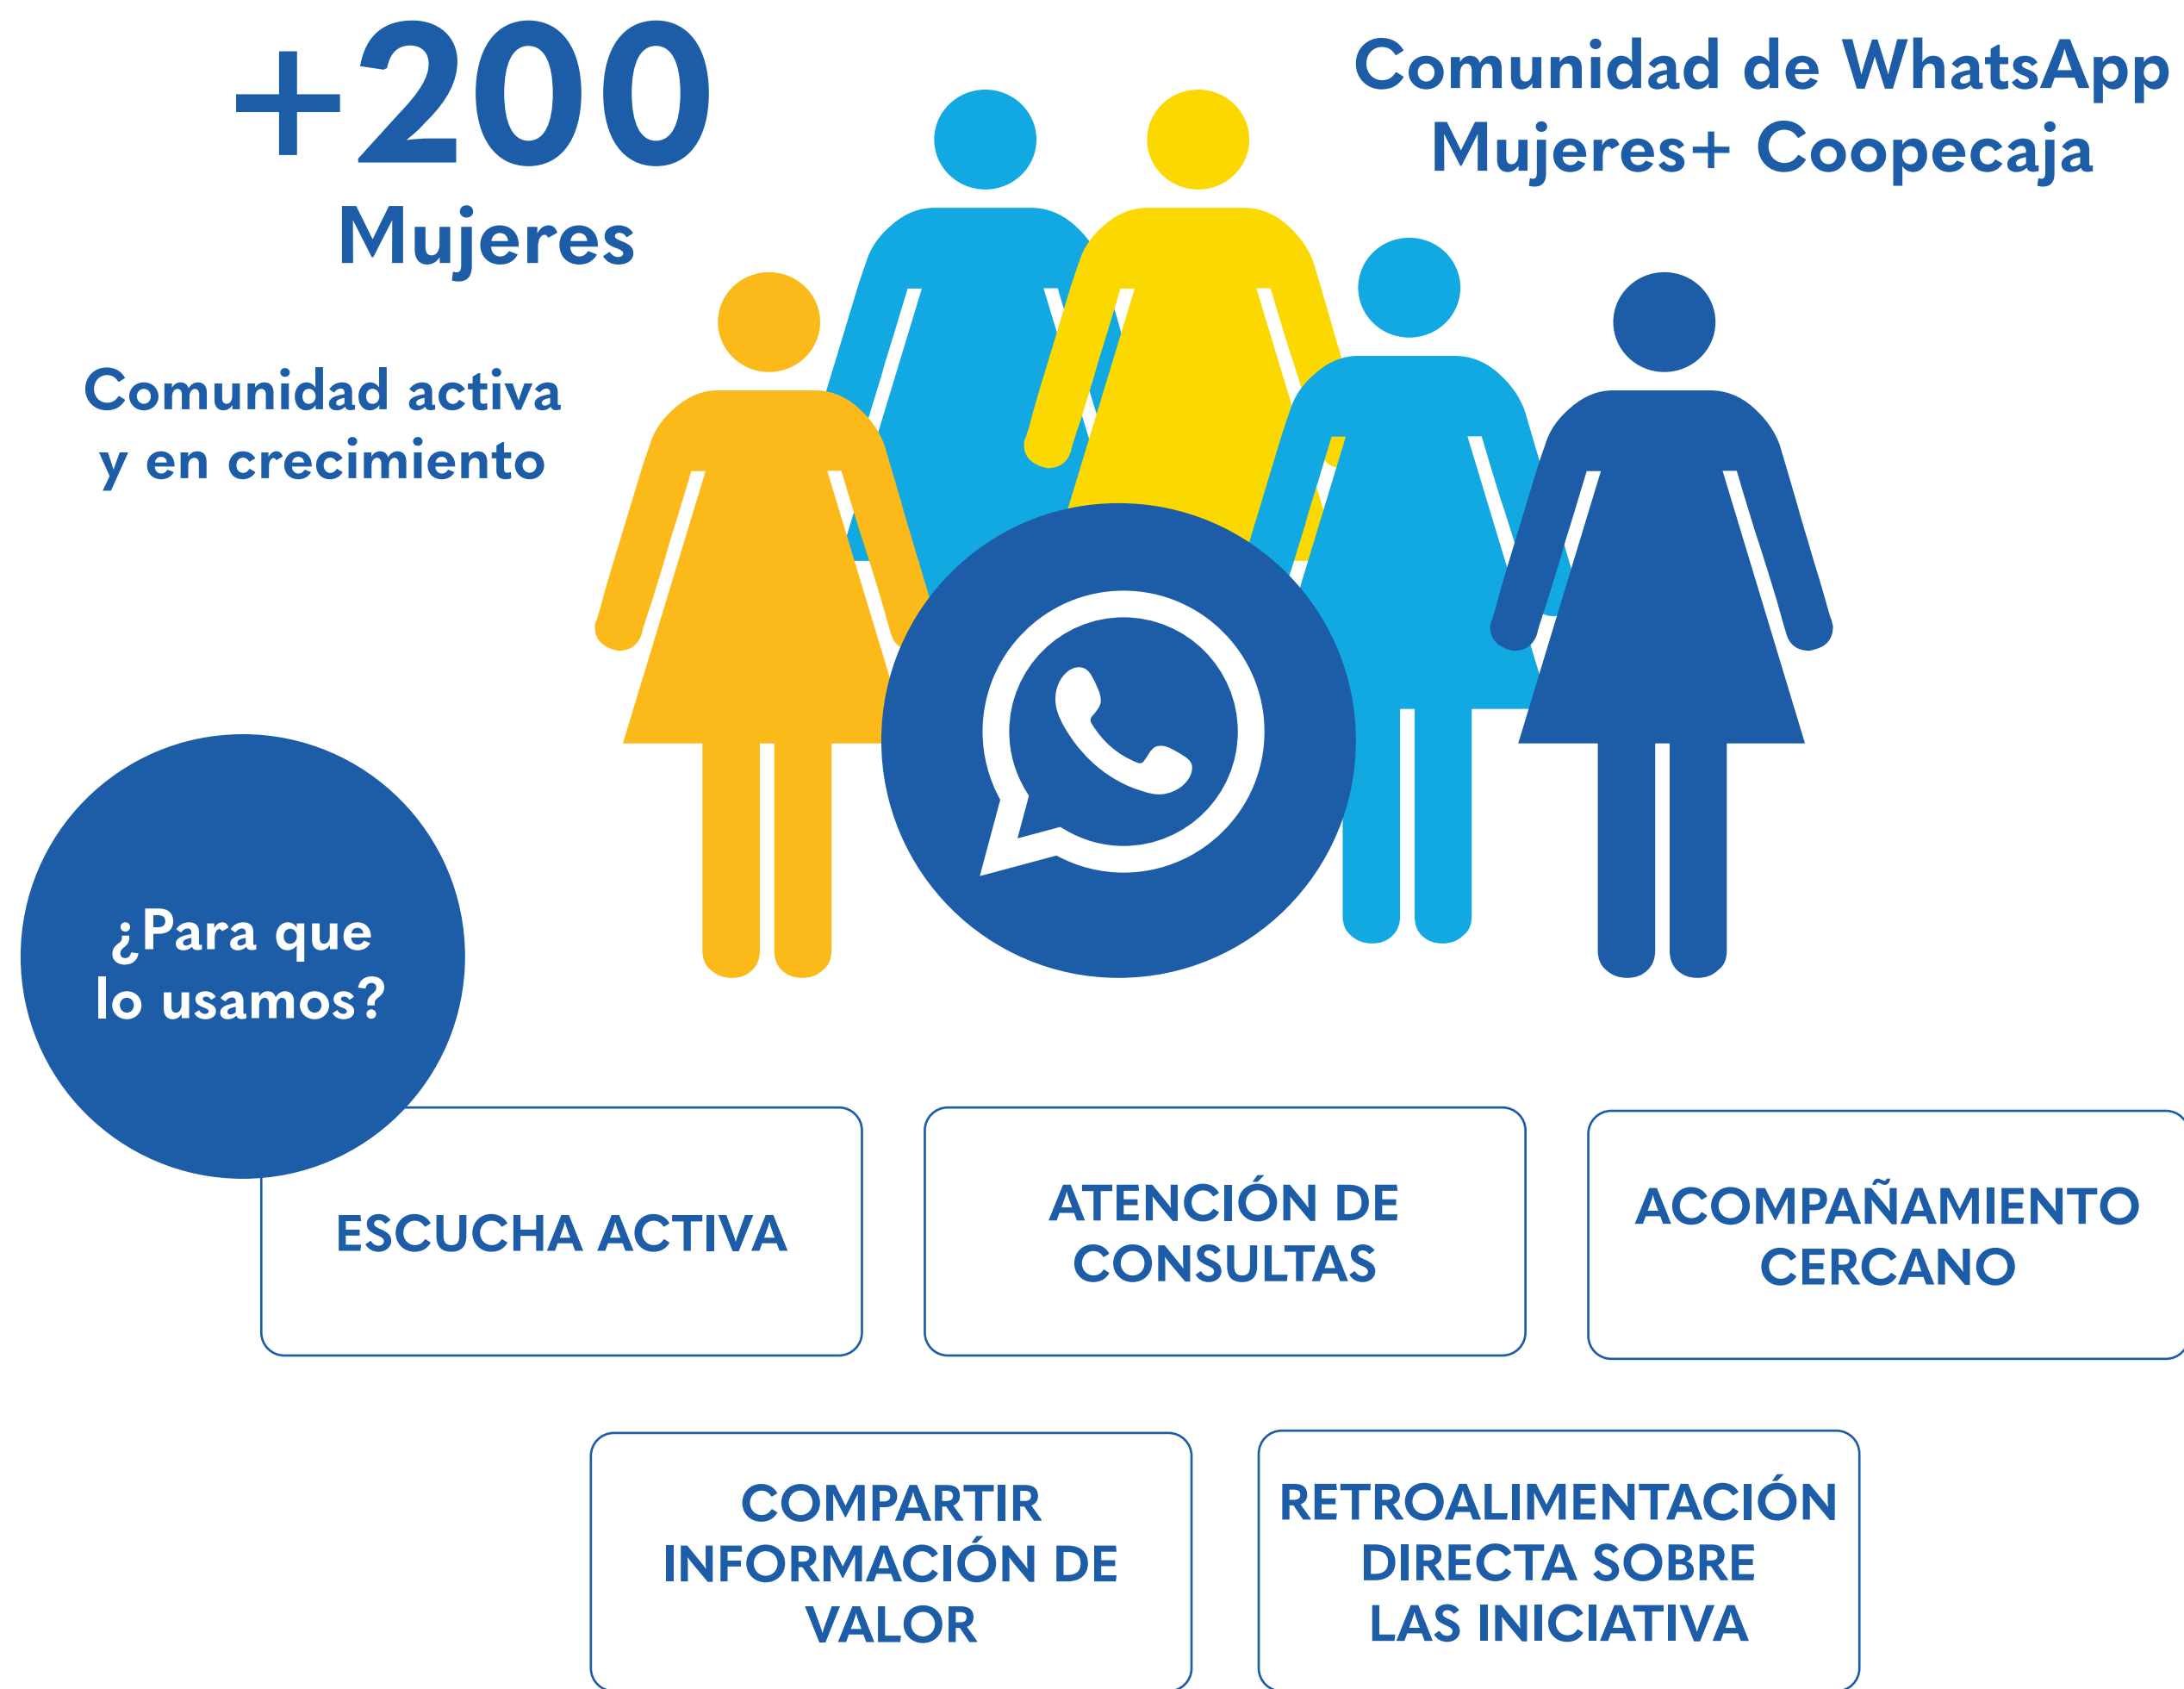 +200
Mujeres
Comunidad activa
y en crecimiento
Comunidad de WhatsApp
Mujeres+ Coopecaja
¿Para que
lo usamos?
ESCUCHA ACTIVA
ATENCIÓN DE
CONSULTAS
ACOMPAÑAMIENTO
CERCANO
COMPARTIR
INFORMACIÓN DE
VALOR
RETROALIMENTACIÓN
DIRECTA SOBRE
LAS INICIATIVA